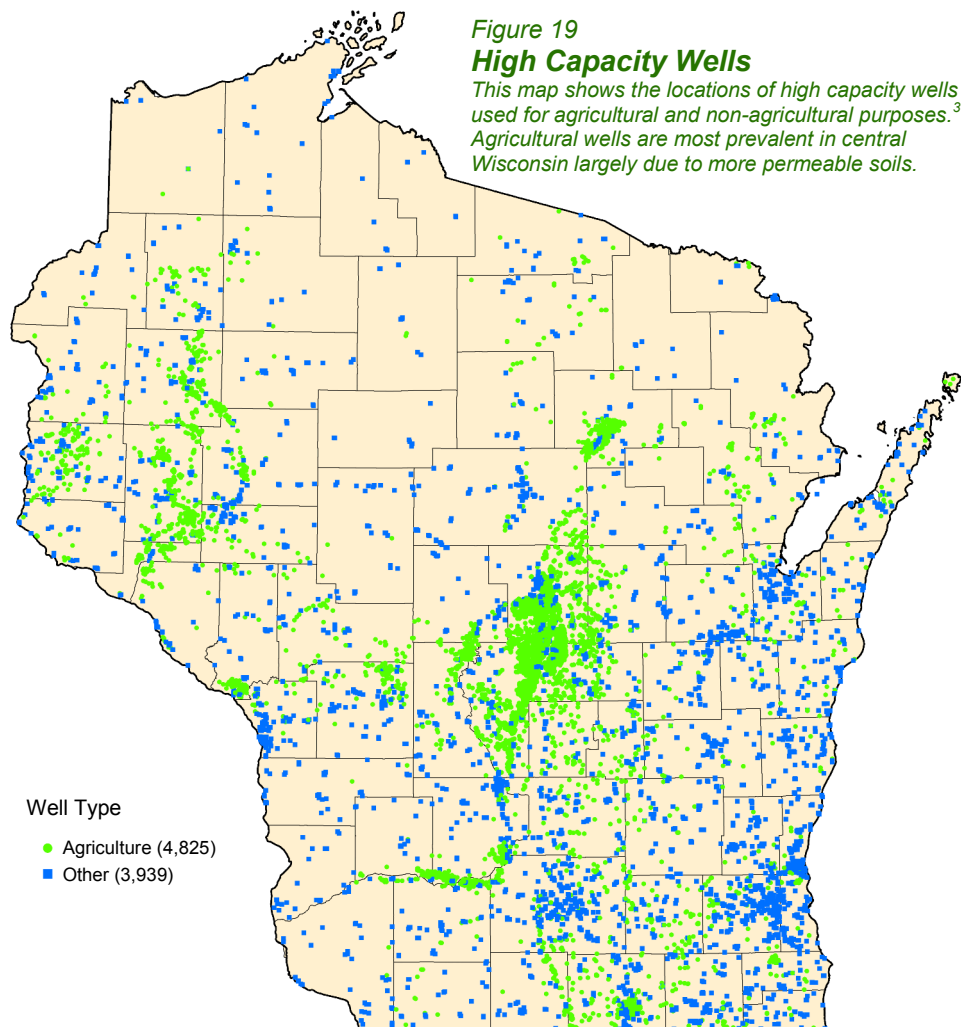 Figure 19
High Capacity Wells
This map shows the locations of high capacity wells
used for agricultural and non-agricultural purposes.3
Agricultural wells are most prevalent in central
Wisconsin largely due to more permeable soils.
Well Type
Agriculture (4,825)
Other (3,939)